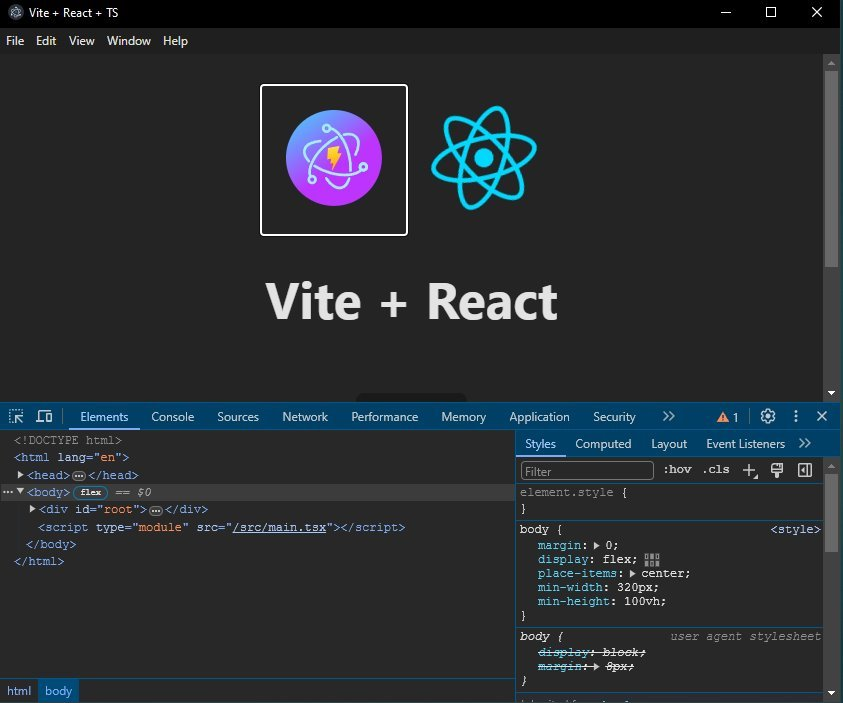 Vite + React + TS
File Edit View Window Help
Vite + React
Elements Console Sources Network Performance Memory Application Security 1
<!DOCTYPE html>
<html lang="en">
<head> </head>
<body> flex == $0
<div id="root"> </div>
<script type="module" src="/src/main.tsx"></script>
</body>
</html>
html body
Styles Computed Layout Event Listeners
Filter :hov .cls
element.style {
}
body { <style>
margin: 0;
display: flex;
place-items: center;
min-width: 320px;
min-height: 100vh;
}
body { user agent stylesheet
display: block;
margin: 8px;
}